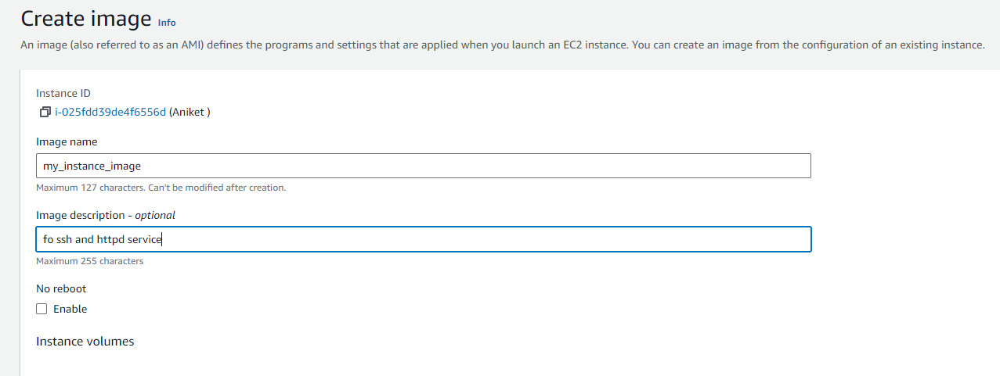 Create image Info
An image (also referred to as an AMI) defines the programs and settings that are applied when you launch an EC2 instance. You can create an image from the configuration of an existing instance.
Instance ID
i-025fdd39de4f6556d (Aniket )
Image name
my_instance_image
Maximum 127 characters. Can't be modified after creation.
Image description - optional
fo ssh and httpd service
Maximum 255 characters
No reboot
Enable
Instance volumes